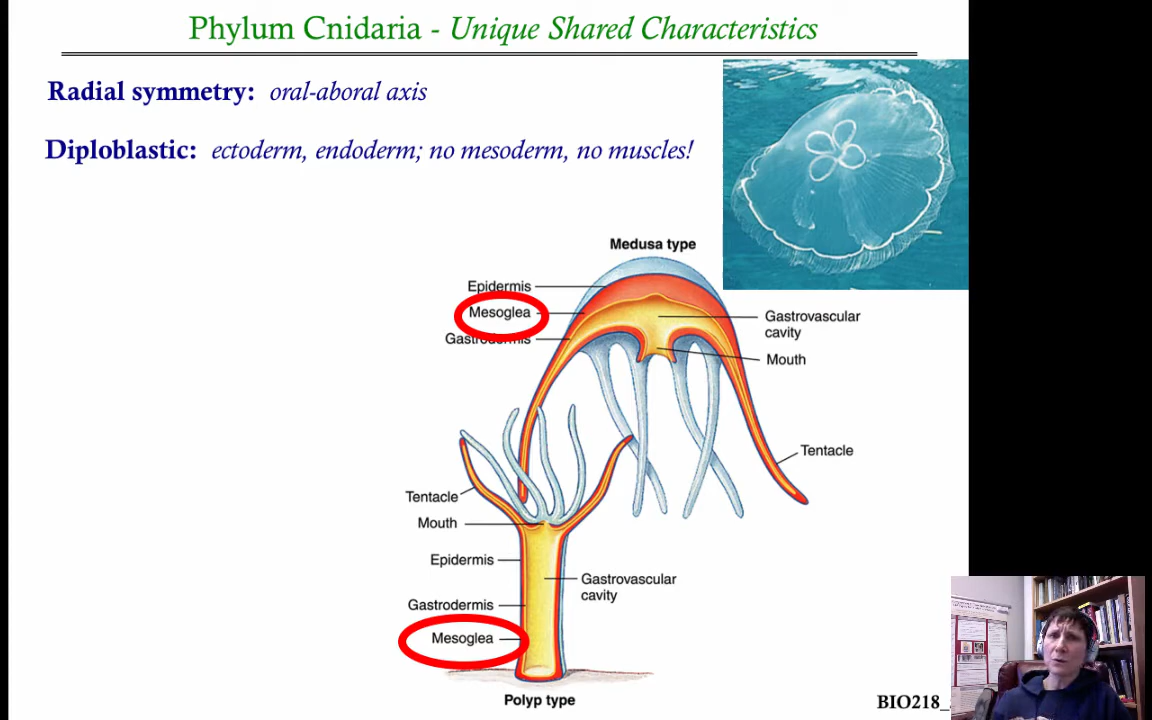 Phylum Cnidaria - Unique Shared Characteristics
Radial symmetry: oral-aboral axis
Diploblastic: ectoderm, endoderm; no mesoderm, no muscles!
Medusa type
Epidermis
Mesoglea
Gastrodermis
Gastrovascular
cavity
Mouth
Tentacle
Tentacle
Mouth
Epidermis
Gastrovascular
cavity
Gastrodermis
Mesoglea
Polyp type
BIO218_